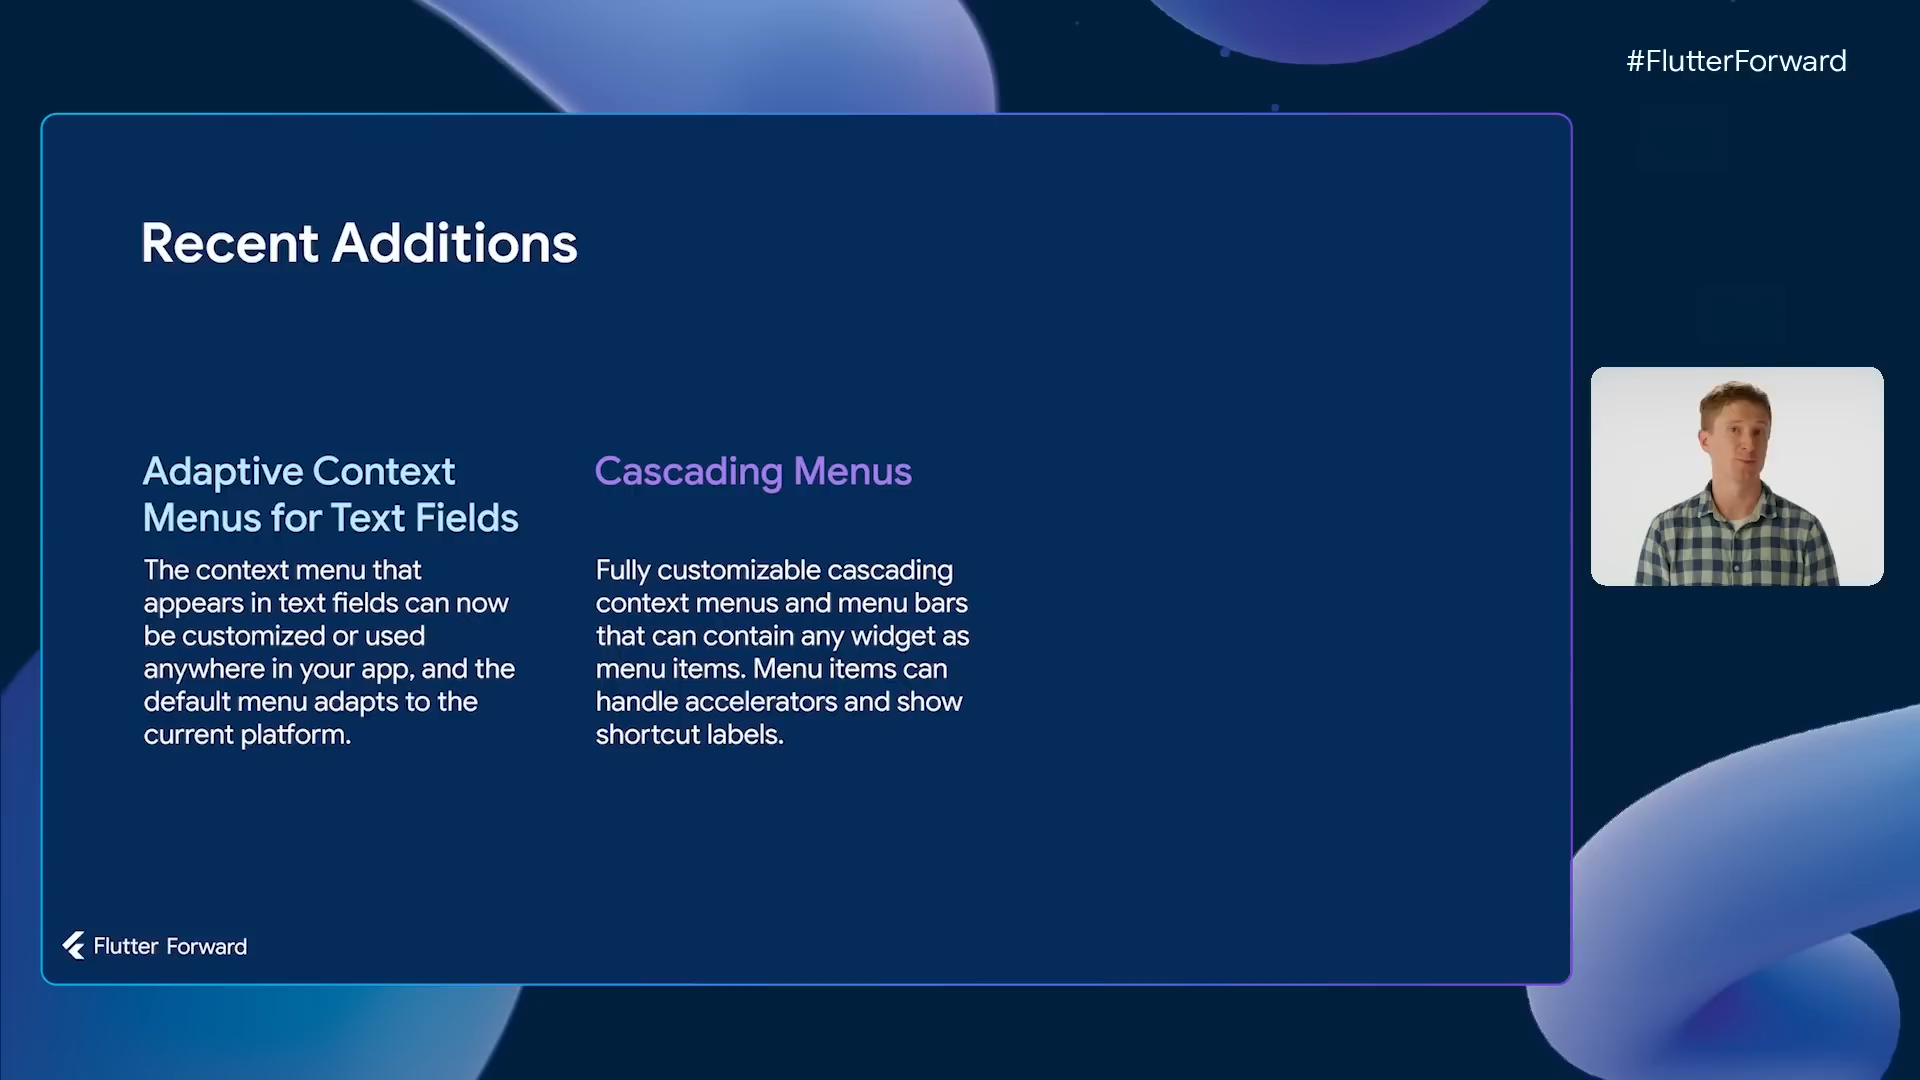 #FlutterForward
Recent Additions
Adaptive Context
Menus for Text Fields
The context menu that
appears in text fields can now
be customized or used
anywhere in your app, and the
default menu adapts to the
current platform.
Cascading Menus
Fully customizable cascading
context menus and menu bars
that can contain any widget as
menu items. Menu items can
handle accelerators and show
shortcut labels.
Flutter Forward